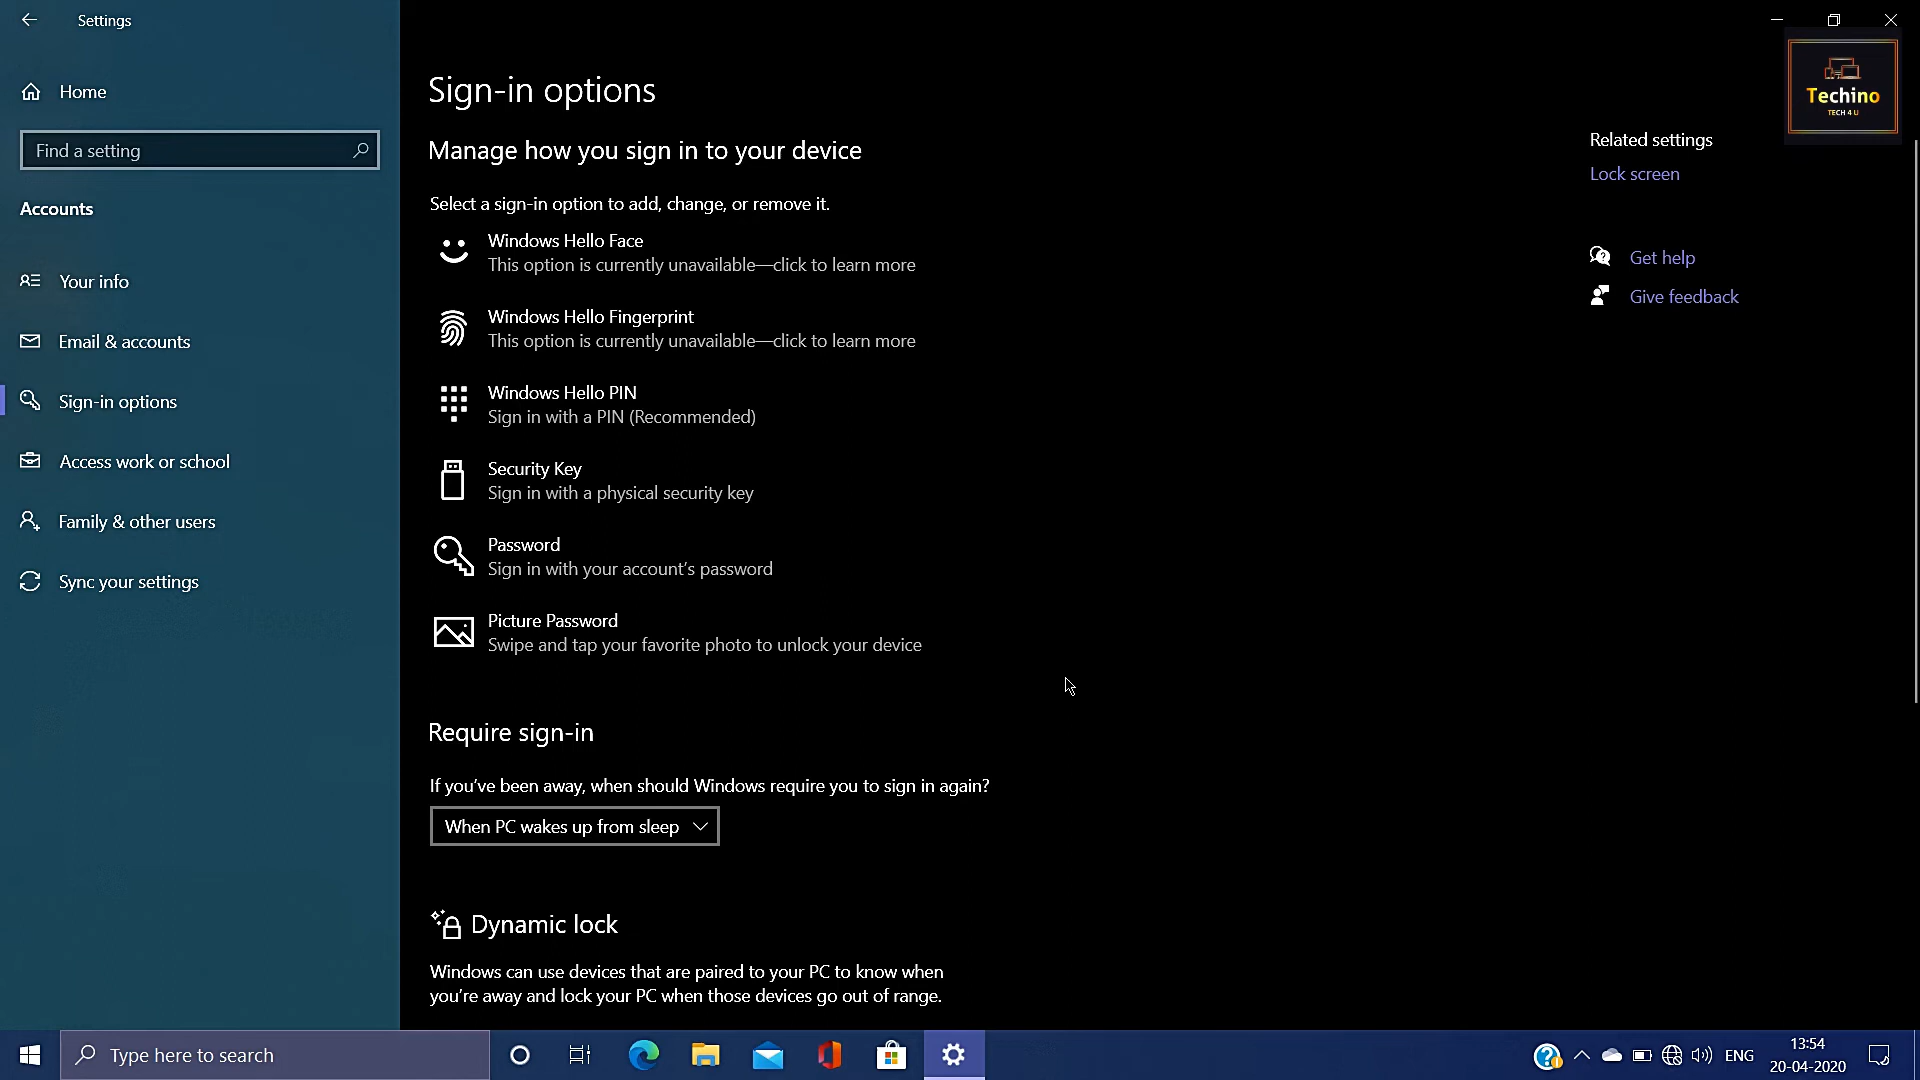 Settings
Home
Find a setting
Accounts
Your info
Email & accounts
Sign-in options
Access work or school
Family & other users
Sync your settings
Sign-in options
Manage how you sign in to your device
Select a sign-in option to add, change, or remove it.
Windows Hello Face
This option is currently unavailable—click to learn more
Windows Hello Fingerprint
This option is currently unavailable—click to learn more
Windows Hello PIN
Sign in with a PIN (Recommended)
Security Key
Sign in with a physical security key
Password
Sign in with your account's password
Picture Password
Swipe and tap your favorite photo to unlock your device
Require sign-in
If you've been away, when should Windows require you to sign in again?
When PC wakes up from sleep
Dynamic lock
Windows can use devices that are paired to your PC to know when
you're away and lock your PC when those devices go out of range.
Techino
TECH 4 U
Related settings
Lock screen
Get help
Give feedback
Type here to search
ENG
13:54
20-04-2020